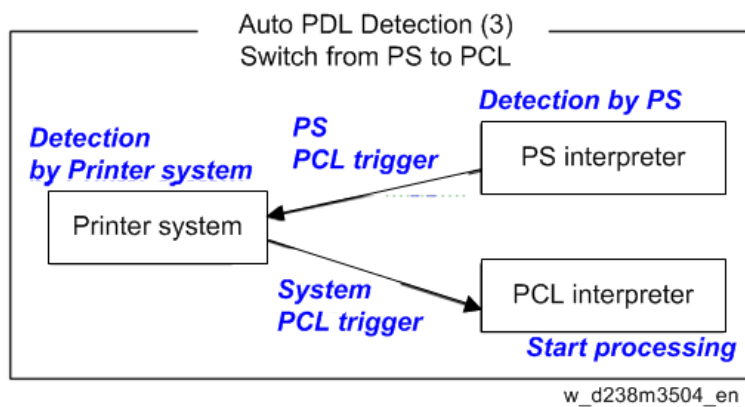 Auto PDL Detection (3)
Switch from PS to PCL
Detection by PS
PS
PCL trigger
Detection
by Printer system
PS interpreter
Printer system
System
PCL trigger
PCL interpreter
Start processing
w_d238m3504_en